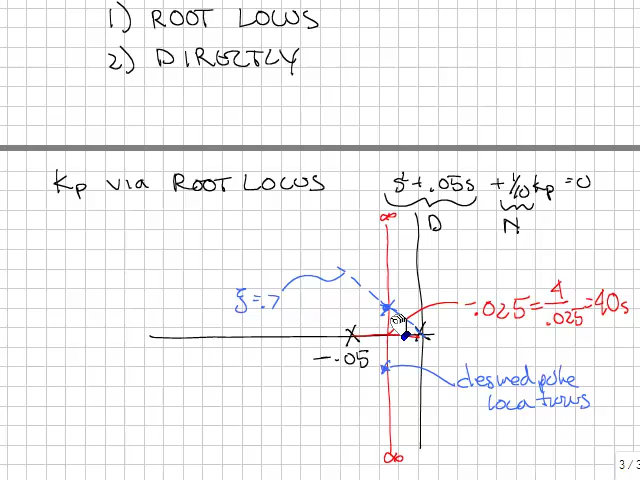 1) ROOT LOCUS
2) DIRECTLY
Kp via ROOT LOCUS
s²+.05s +1/10 Kp =0
D
N
∞
ξ=.7
-.025= 4/.025 =40s
-.05
desired pole
locations
∞
3 / 3